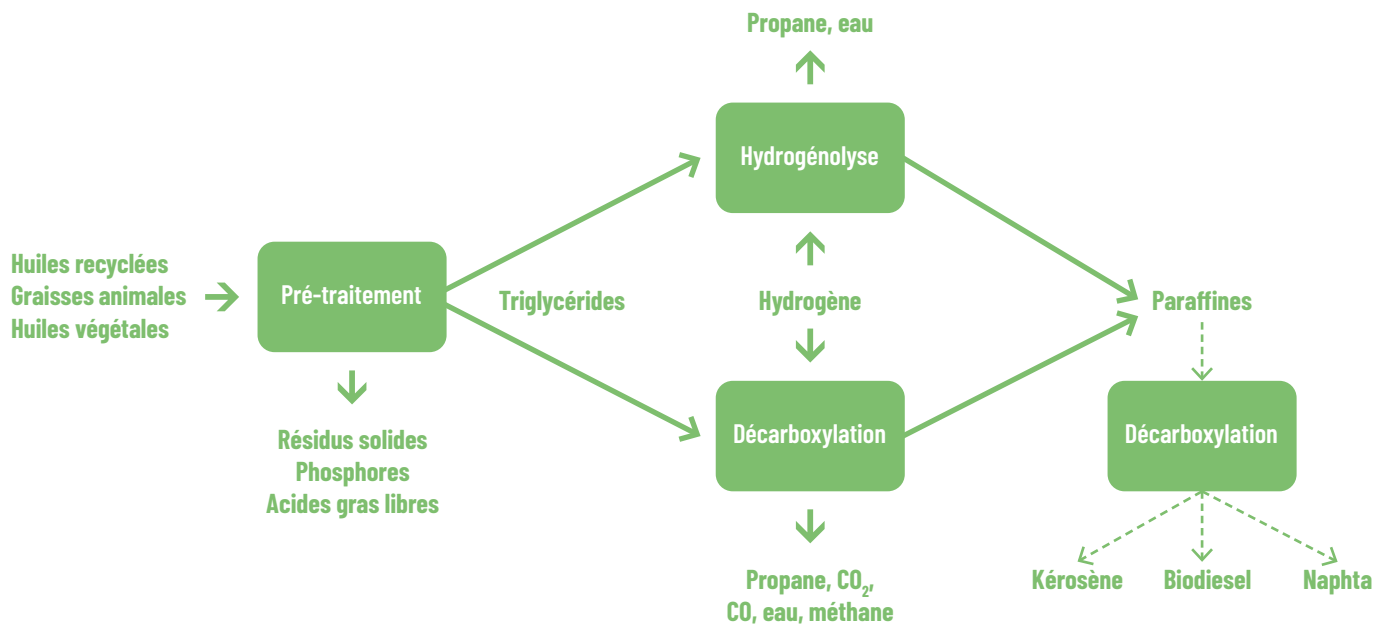 Propane, eau
Hydrogénolyse
Huiles recyclées
Graisses animales
Huiles végétales
Pré-traitement
Triglycérides
Hydrogène
Paraffines
Résidus solides
Phosphores
Acides gras libres
Décarboxylation
Décarboxylation
Propane, CO₂,
CO, eau, méthane
Kérosène
Biodiesel
Naphta